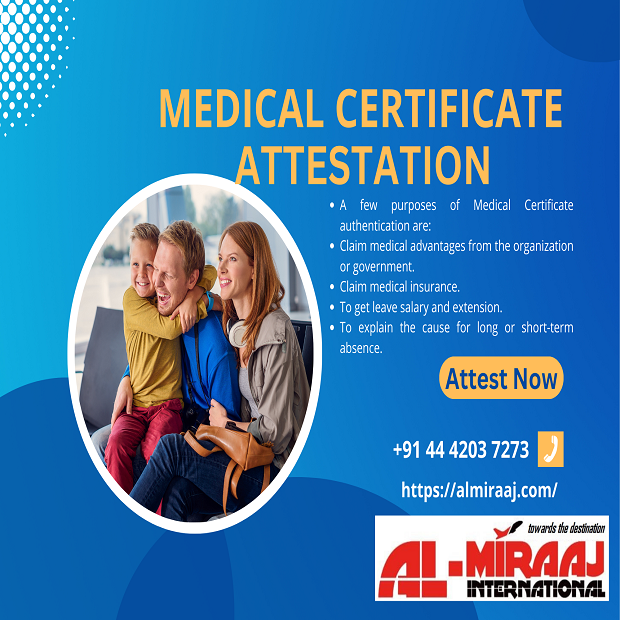 MEDICAL CERTIFICATE
ATTESTATION
• A few purposes of Medical Certificate
authentication are:
• Claim medical advantages from the organization
or government.
• Claim medical insurance.
• To get leave salary and extension.
• To explain the cause for long or short-term
absence.
Attest Now
+91 44 4203 7273
https://almiraaj.com/
towards the destination
AL-MIRAAJ
INTERNATIONAL